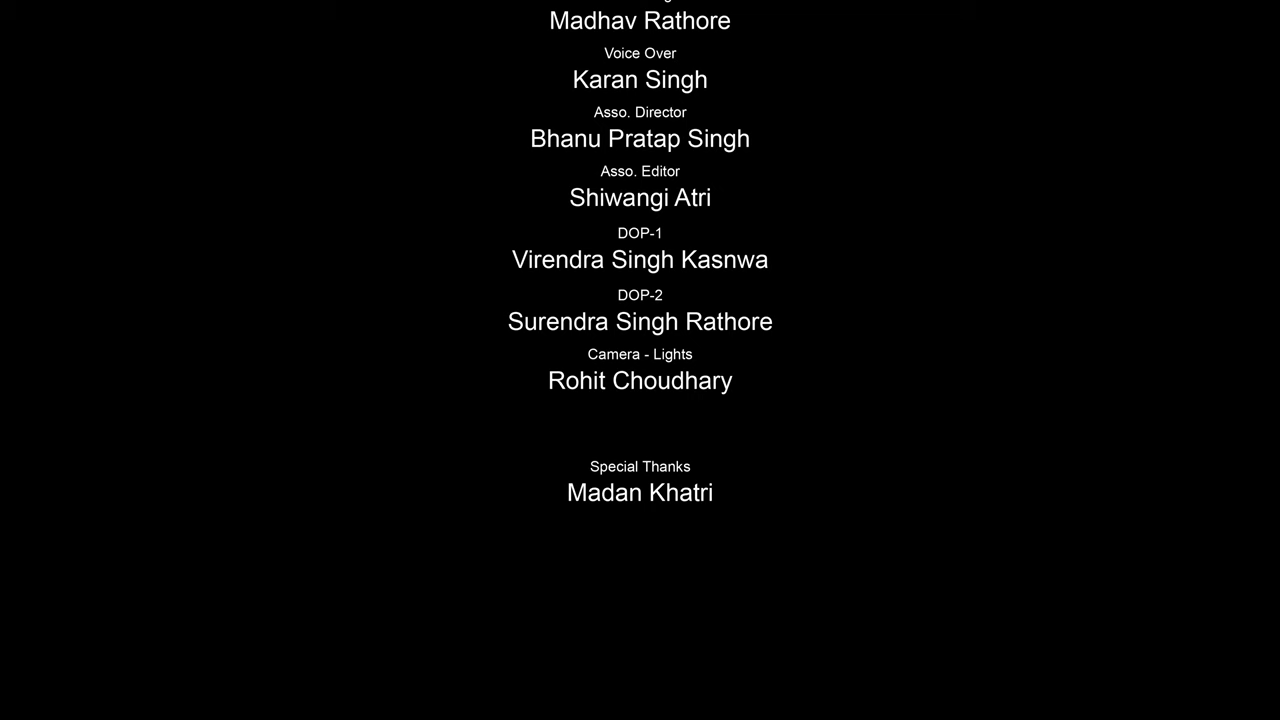 Madhav Rathore
Voice Over
Karan Singh
Asso. Director
Bhanu Pratap Singh
Asso. Editor
Shiwangi Atri
DOP-1
Virendra Singh Kasnwa
DOP-2
Surendra Singh Rathore
Camera - Lights
Rohit Choudhary
Special Thanks
Madan Khatri